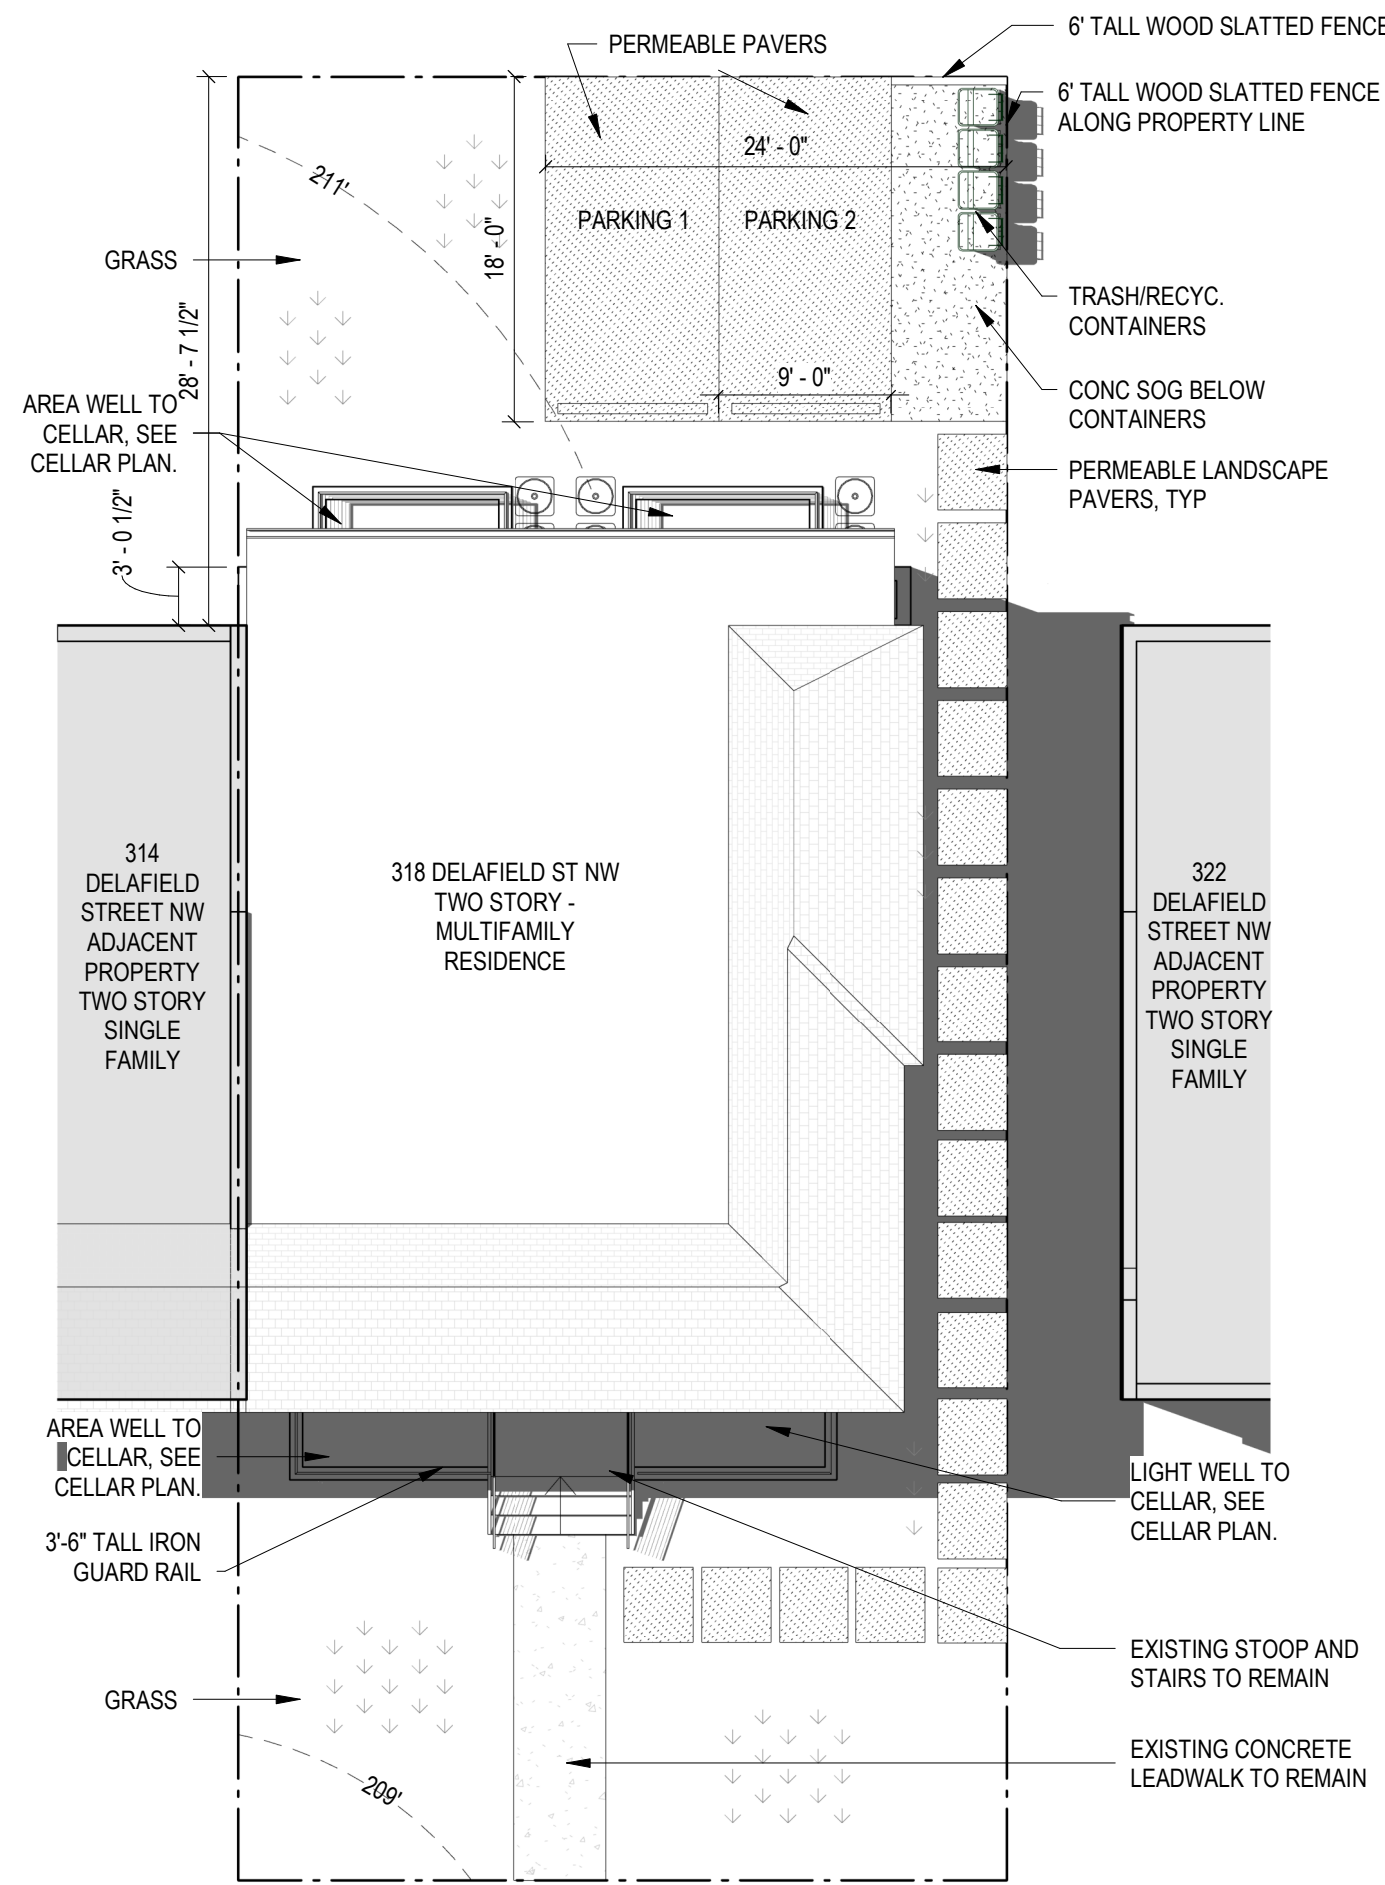 6' TALL WOOD SLATTED FENCE
PERMEABLE PAVERS
6' TALL WOOD SLATTED FENCE
ALONG PROPERTY LINE
24' - 0"
211'
PARKING 1
PARKING 2
18' - 0"
GRASS
TRASH/RECYC.
CONTAINERS
28' - 7 1/2"
9' - 0"
CONC SOG BELOW
CONTAINERS
AREA WELL TO
CELLAR, SEE
CELLAR PLAN.
PERMEABLE LANDSCAPE
PAVERS, TYP
3' - 0 1/2"
314
DELAFIELD
STREET NW
ADJACENT
PROPERTY
TWO STORY
SINGLE
FAMILY
318 DELAFIELD ST NW
TWO STORY -
MULTIFAMILY
RESIDENCE
322
DELAFIELD
STREET NW
ADJACENT
PROPERTY
TWO STORY
SINGLE
FAMILY
AREA WELL TO
CELLAR, SEE
CELLAR PLAN.
LIGHT WELL TO
CELLAR, SEE
CELLAR PLAN.
3'-6" TALL IRON
GUARD RAIL
EXISTING STOOP AND
STAIRS TO REMAIN
GRASS
EXISTING CONCRETE
LEADWALK TO REMAIN
209'